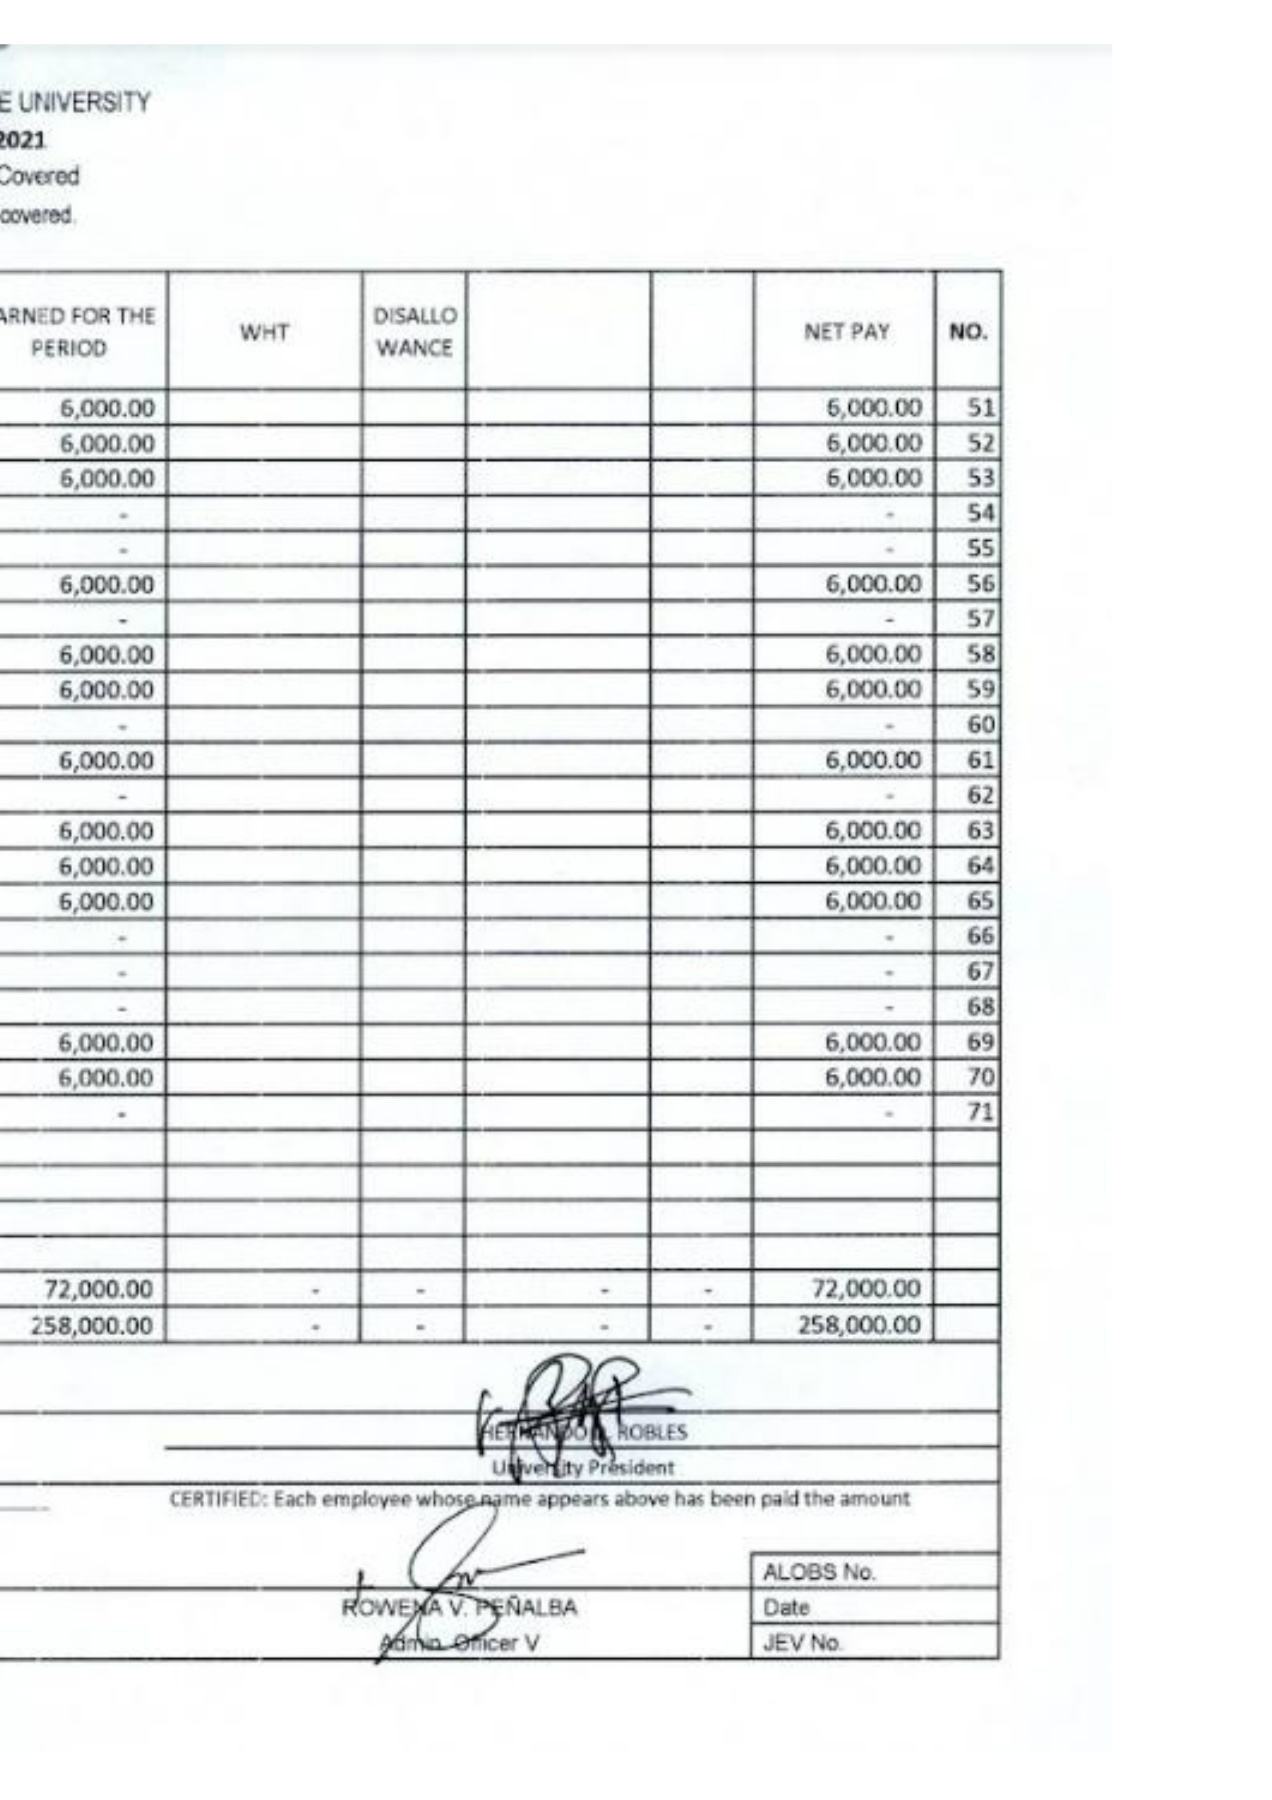 E UNIVERSITY
2021
Covered
covered.
ARNED FOR THE PERIOD WHT DISALLO WANCE NET PAY NO.
6,000.00 6,000.00 51
6,000.00 6,000.00 52
6,000.00 6,000.00 53
- - 54
- - 55
6,000.00 6,000.00 56
- - 57
6,000.00 6,000.00 58
6,000.00 6,000.00 59
- - 60
6,000.00 6,000.00 61
- - 62
6,000.00 6,000.00 63
6,000.00 6,000.00 64
6,000.00 6,000.00 65
- - 66
- - 67
- - 68
6,000.00 6,000.00 69
6,000.00 6,000.00 70
- - 71
72,000.00 - - - - 72,000.00
258,000.00 - - - - 258,000.00
HERNANDO ROBLES
University President
CERTIFIED: Each employee whose name appears above has been paid the amount
ALOBS No.
ROWENA V. PEÑALBA Date
Admin. Officer V JEV No.